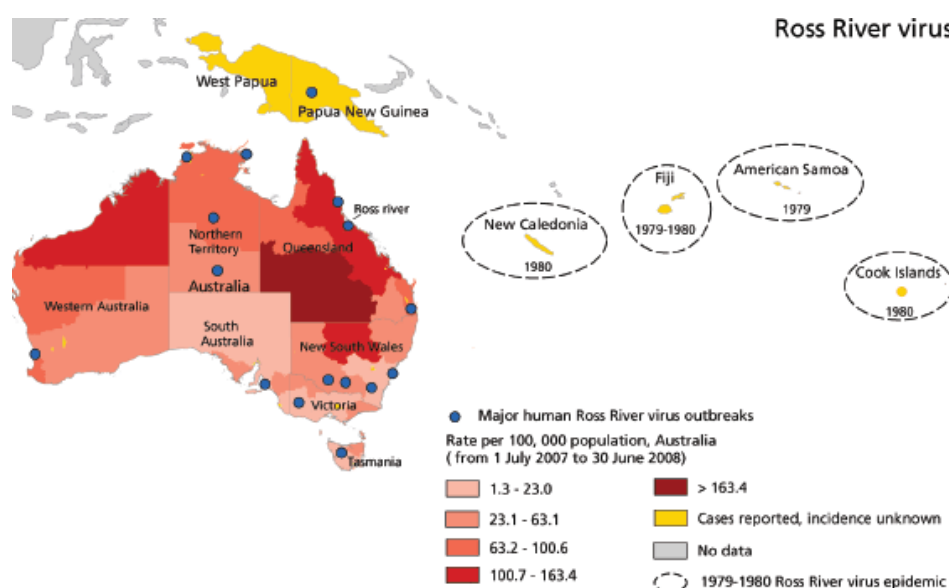 Ross River virus
West Papua
Papua New Guinea
American Samoa
1979
Fiji
1979-1980
New Caledonia
1980
Cook Islands
1980
Ross river
Northern
Territory
Queensland
Australia
Western Australia
South
Australia
New South Wales
Victoria
Tasmania
Major human Ross River virus outbreaks
Rate per 100, 000 population, Australia
( from 1 July 2007 to 30 June 2008)
1.3 - 23.0
23.1 - 63.1
63.2 - 100.6
100.7 - 163.4
> 163.4
Cases reported, incidence unknown
No data
1979-1980 Ross River virus epidemic